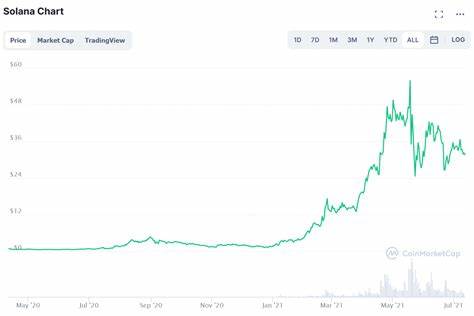 Solana Chart
Price Market Cap TradingView
1D 7D 1M 3M 1Y YTD ALL LOG
$60
$48
$36
$24
$12
$0
CoinMarketCap
May '20 Jul '20 Sep '20 Nov '20 Jan '21 Mar '21 May '21 Jul '21